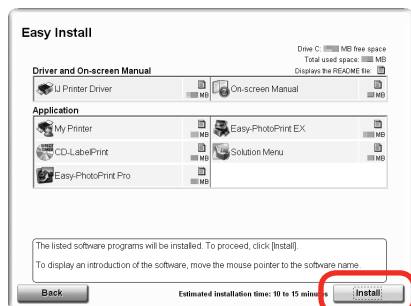 Easy Install
Drive C: MB free space
Total used space: MB
Driver and On-screen Manual Displays the README file:
IJ Printer Driver MB On-screen Manual MB
Application
My Printer MB Easy-PhotoPrint EX MB
CD-LabelPrint MB Solution Menu MB
Easy-PhotoPrint Pro MB
The listed software programs will be installed. To proceed, click [Install].
To display an introduction of the software, move the mouse pointer to the software name.
Back Estimated installation time: 10 to 15 minutes Install